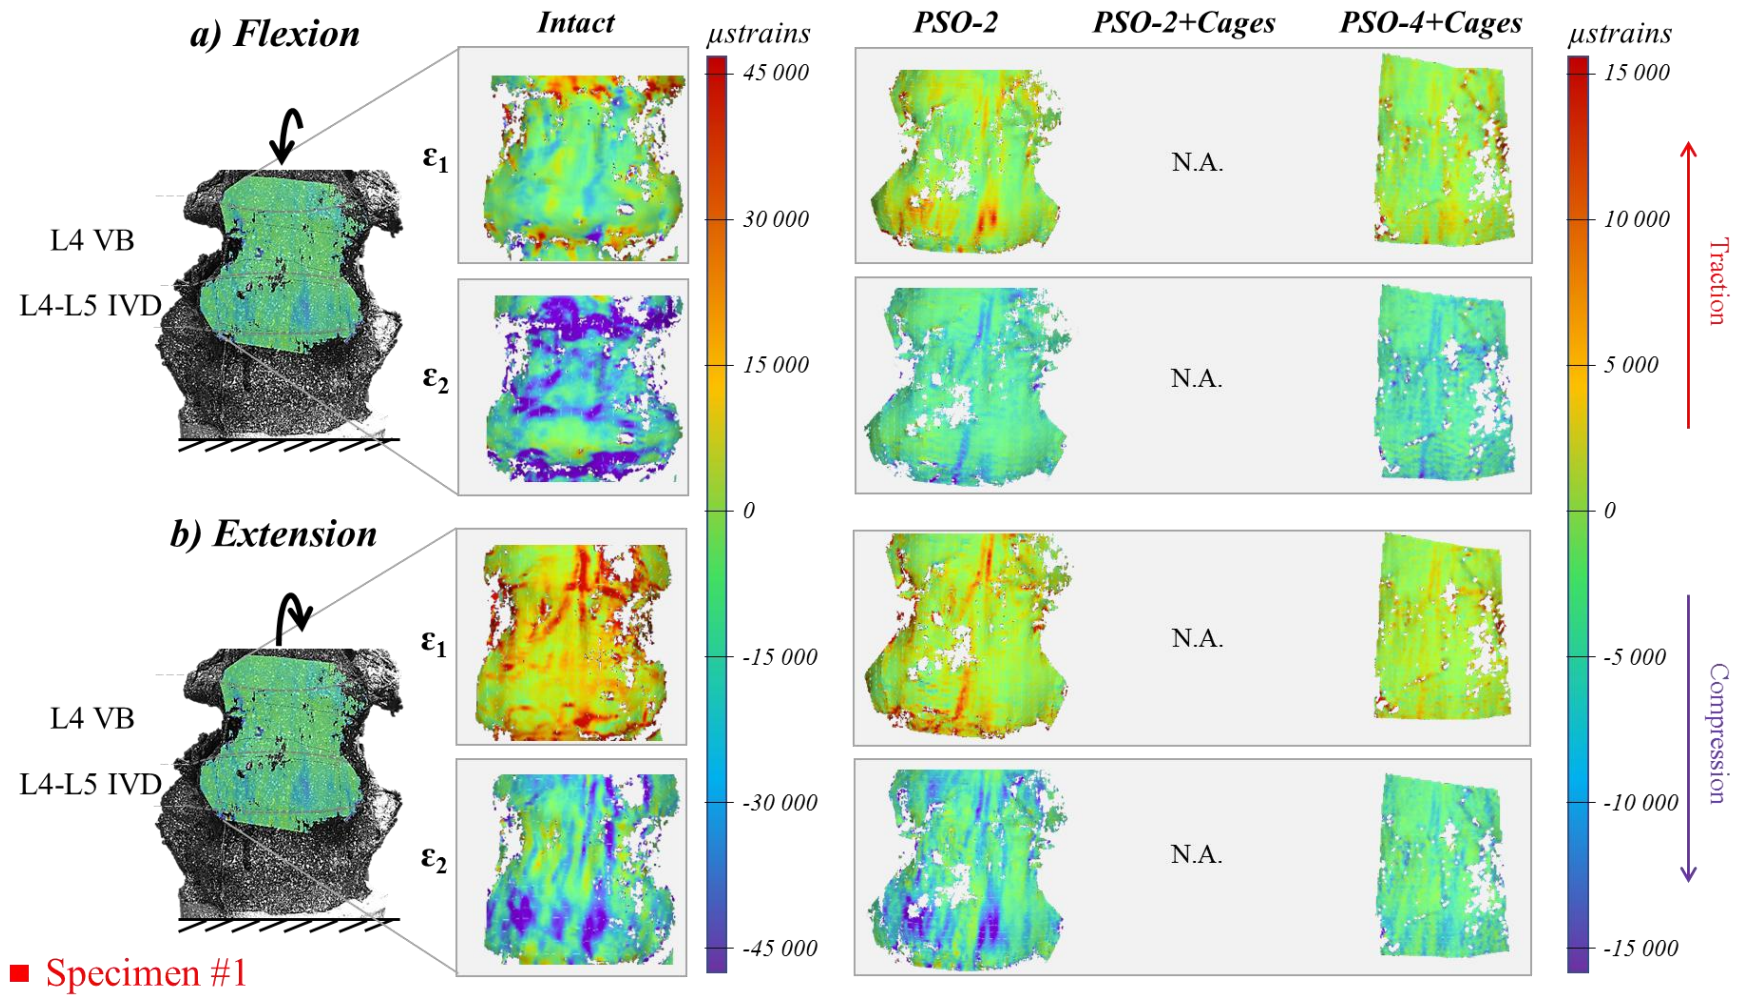 a) Flexion
Intact
µstrains
PSO-2
PSO-2+Cages
PSO-4+Cages
µstrains
45 000
30 000
15 000
0
-15 000
-30 000
-45 000
15 000
10 000
5 000
0
-5 000
-10 000
-15 000
ε1
N.A.
L4 VB
L4-L5 IVD
ε2
N.A.
Traction
b) Extension
ε1
N.A.
L4 VB
L4-L5 IVD
ε2
N.A.
Compression
Specimen #1